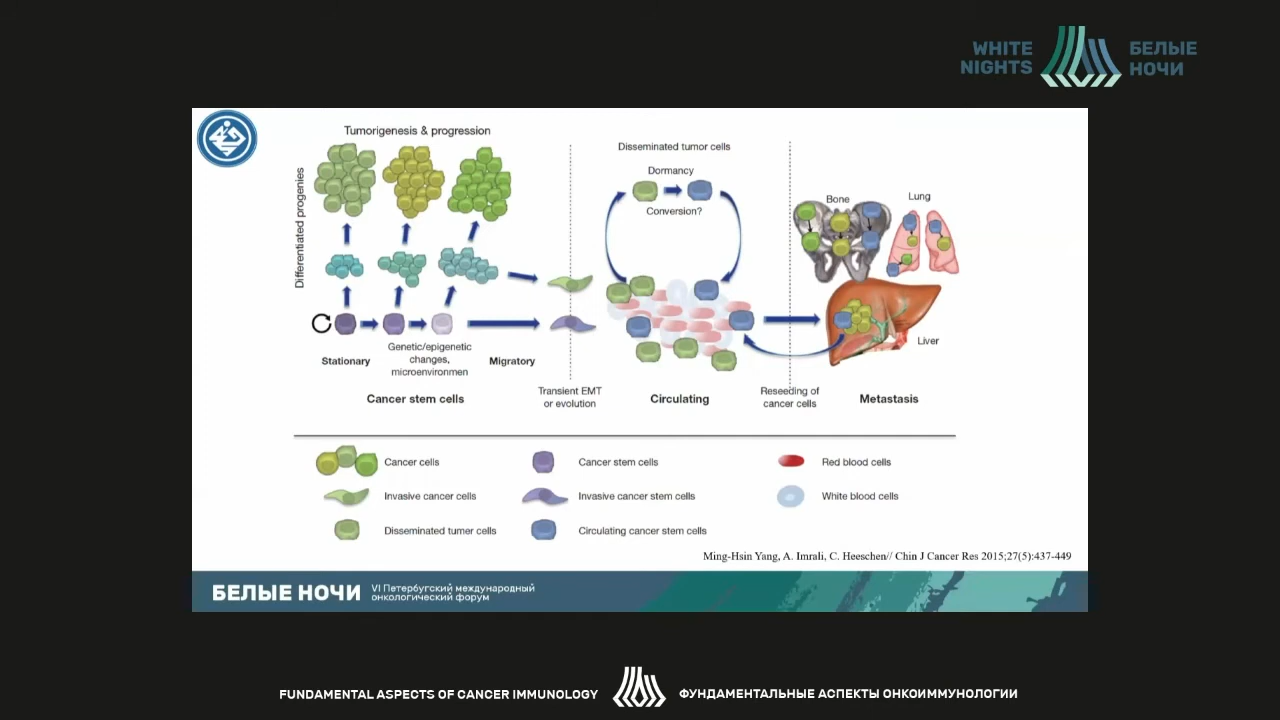 WHITE
NIGHTS
БЕЛЫЕ
НОЧИ
Tumorigenesis & progression
Differentiated progenies
Stationary
Genetic/epigenetic
changes,
microenvironmen
Migratory
Cancer stem cells
Transient EMT
or evolution
Disseminated tumor cells
Dormancy
Conversion?
Circulating
Reseeding of
cancer cells
Bone
Lung
Liver
Metastasis
Cancer cells
Cancer stem cells
Red blood cells
Invasive cancer cells
Invasive cancer stem cells
White blood cells
Disseminated tumor cells
Circulating cancer stem cells
Ming-Hsin Yang, A. Imrali, C. Heeschen// Chin J Cancer Res 2015;27(5):437-449
БЕЛЫЕ НОЧИ
VI Петербугский международный
онкологический форум
FUNDAMENTAL ASPECTS OF CANCER IMMUNOLOGY
ФУНДАМЕНТАЛЬНЫЕ АСПЕКТЫ ОНКОИММУНОЛОГИИ